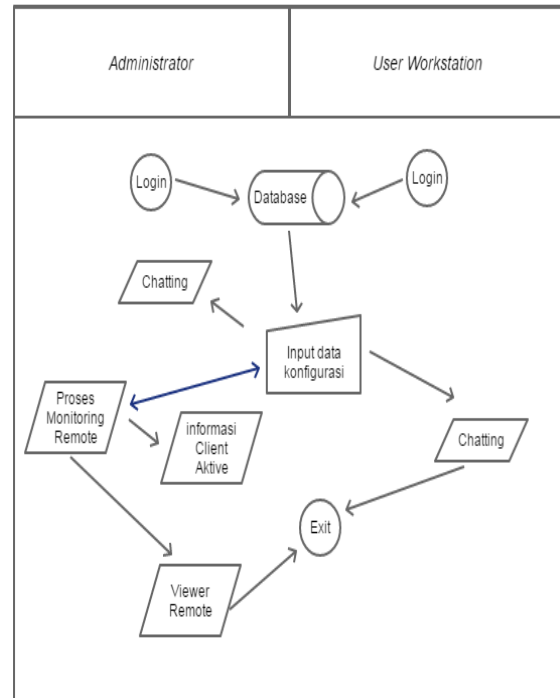 Administrator
User Workstation
Login
Database
Login
Chatting
Input data
konfigurasi
Proses
Monitoring
Remote
informasi
Client
Aktive
Chatting
Exit
Viewer
Remote